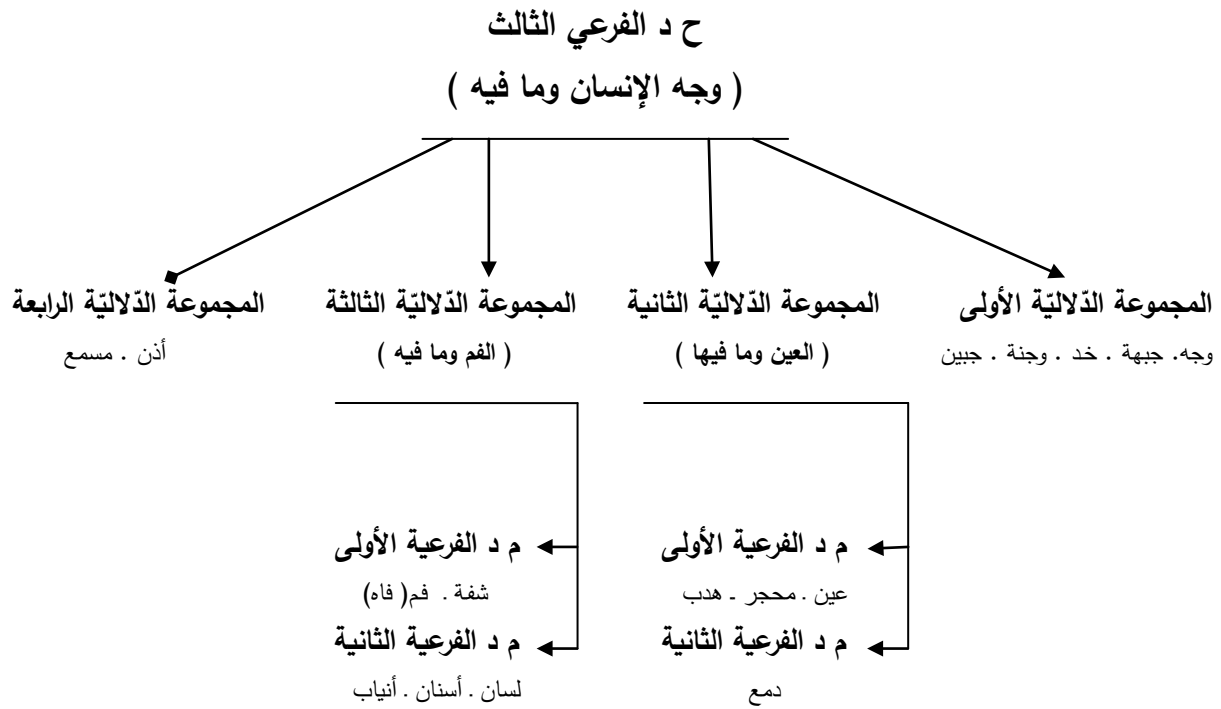 ح د الفرعي الثالث
( وجه الإنسان وما فيه )
المجموعة الدّلاليّة الأولى
وجه. جبهة . خد . وجنة . جبين
المجموعة الدّلاليّة الثانية
( العين وما فيها )
م د الفرعية الأولى
عين . محجر ـ هدب
م د الفرعية الثانية
دمع
المجموعة الدّلاليّة الثالثة
( الفم وما فيه )
م د الفرعية الأولى
شفة . فم( فاه)
م د الفرعية الثانية
لسان . أسنان . أنياب
المجموعة الدّلاليّة الرابعة
أذن . مسمع